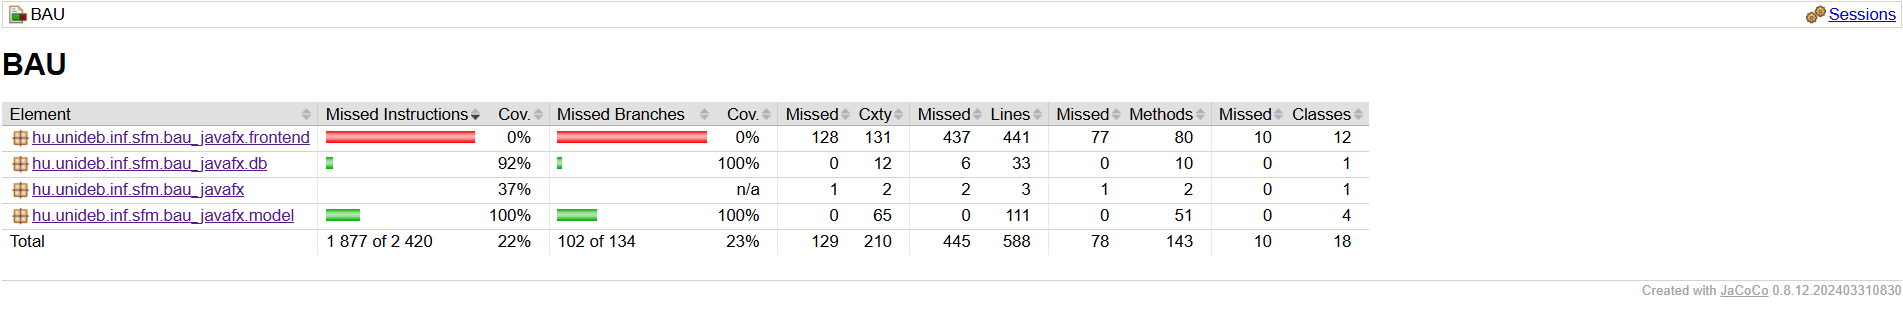 BAU Sessions
BAU
Element Missed Instructions Cov. Missed Branches Cov. Missed Cxty Missed Lines Missed Methods Missed Classes
hu.unideb.inf.sfm.bau_javafx.frontend 0% 0% 128 131 437 441 77 80 10 12
hu.unideb.inf.sfm.bau_javafx.db 92% 100% 0 12 6 33 0 10 0 1
hu.unideb.inf.sfm.bau_javafx 37% n/a 1 2 2 3 1 2 0 1
hu.unideb.inf.sfm.bau_javafx.model 100% 100% 0 65 0 111 0 51 0 4
Total 1 877 of 2 420 22% 102 of 134 23% 129 210 445 588 78 143 10 18
Created with JaCoCo 0.8.12.202403310830